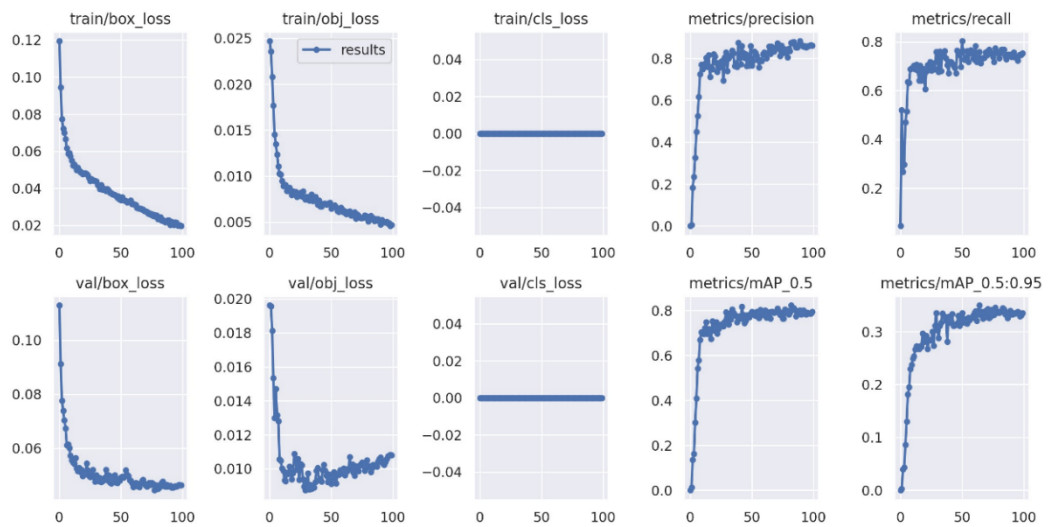 train/box_loss
train/obj_loss
train/cls_loss
metrics/precision
metrics/recall
0.12
0.10
0.08
0.06
0.04
0.02
0 50 100
0.025
0.020
0.015
0.010
0.005
results
0 50 100
0.04
0.02
0.00
−0.02
−0.04
0 50 100
0.8
0.6
0.4
0.2
0.0
0 50 100
0.8
0.6
0.4
0.2
0 50 100
val/box_loss
val/obj_loss
val/cls_loss
metrics/mAP_0.5
metrics/mAP_0.5:0.95
0.10
0.08
0.06
0 50 100
0.020
0.018
0.016
0.014
0.012
0.010
0 50 100
0.04
0.02
0.00
−0.02
−0.04
0 50 100
0.8
0.6
0.4
0.2
0.0
0 50 100
0.3
0.2
0.1
0.0
0 50 100